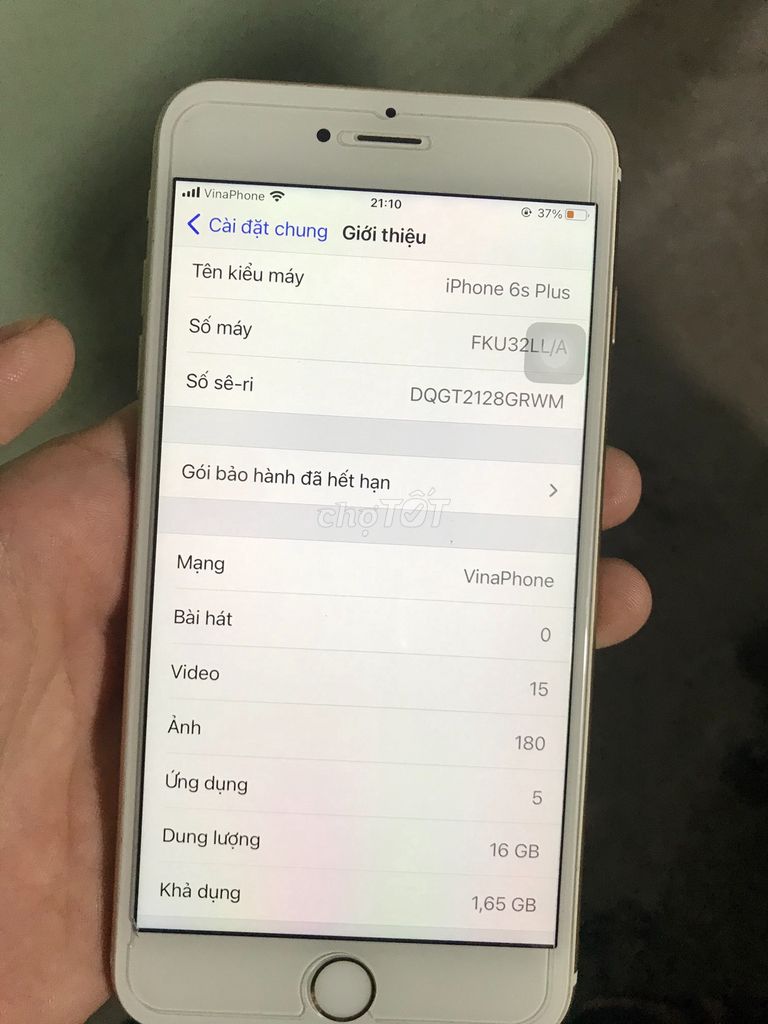 VinaPhone 21:10 37%
Cài đặt chung Giới thiệu
Tên kiểu máy iPhone 6s Plus
Số máy FKU32LL/A
Số sê-ri DQGT2128GRWM
Gói bảo hành đã hết hạn
chợTỐT
Mạng VinaPhone
Bài hát 0
Video 15
Ảnh 180
Ứng dụng 5
Dung lượng 16 GB
Khả dụng 1,65 GB